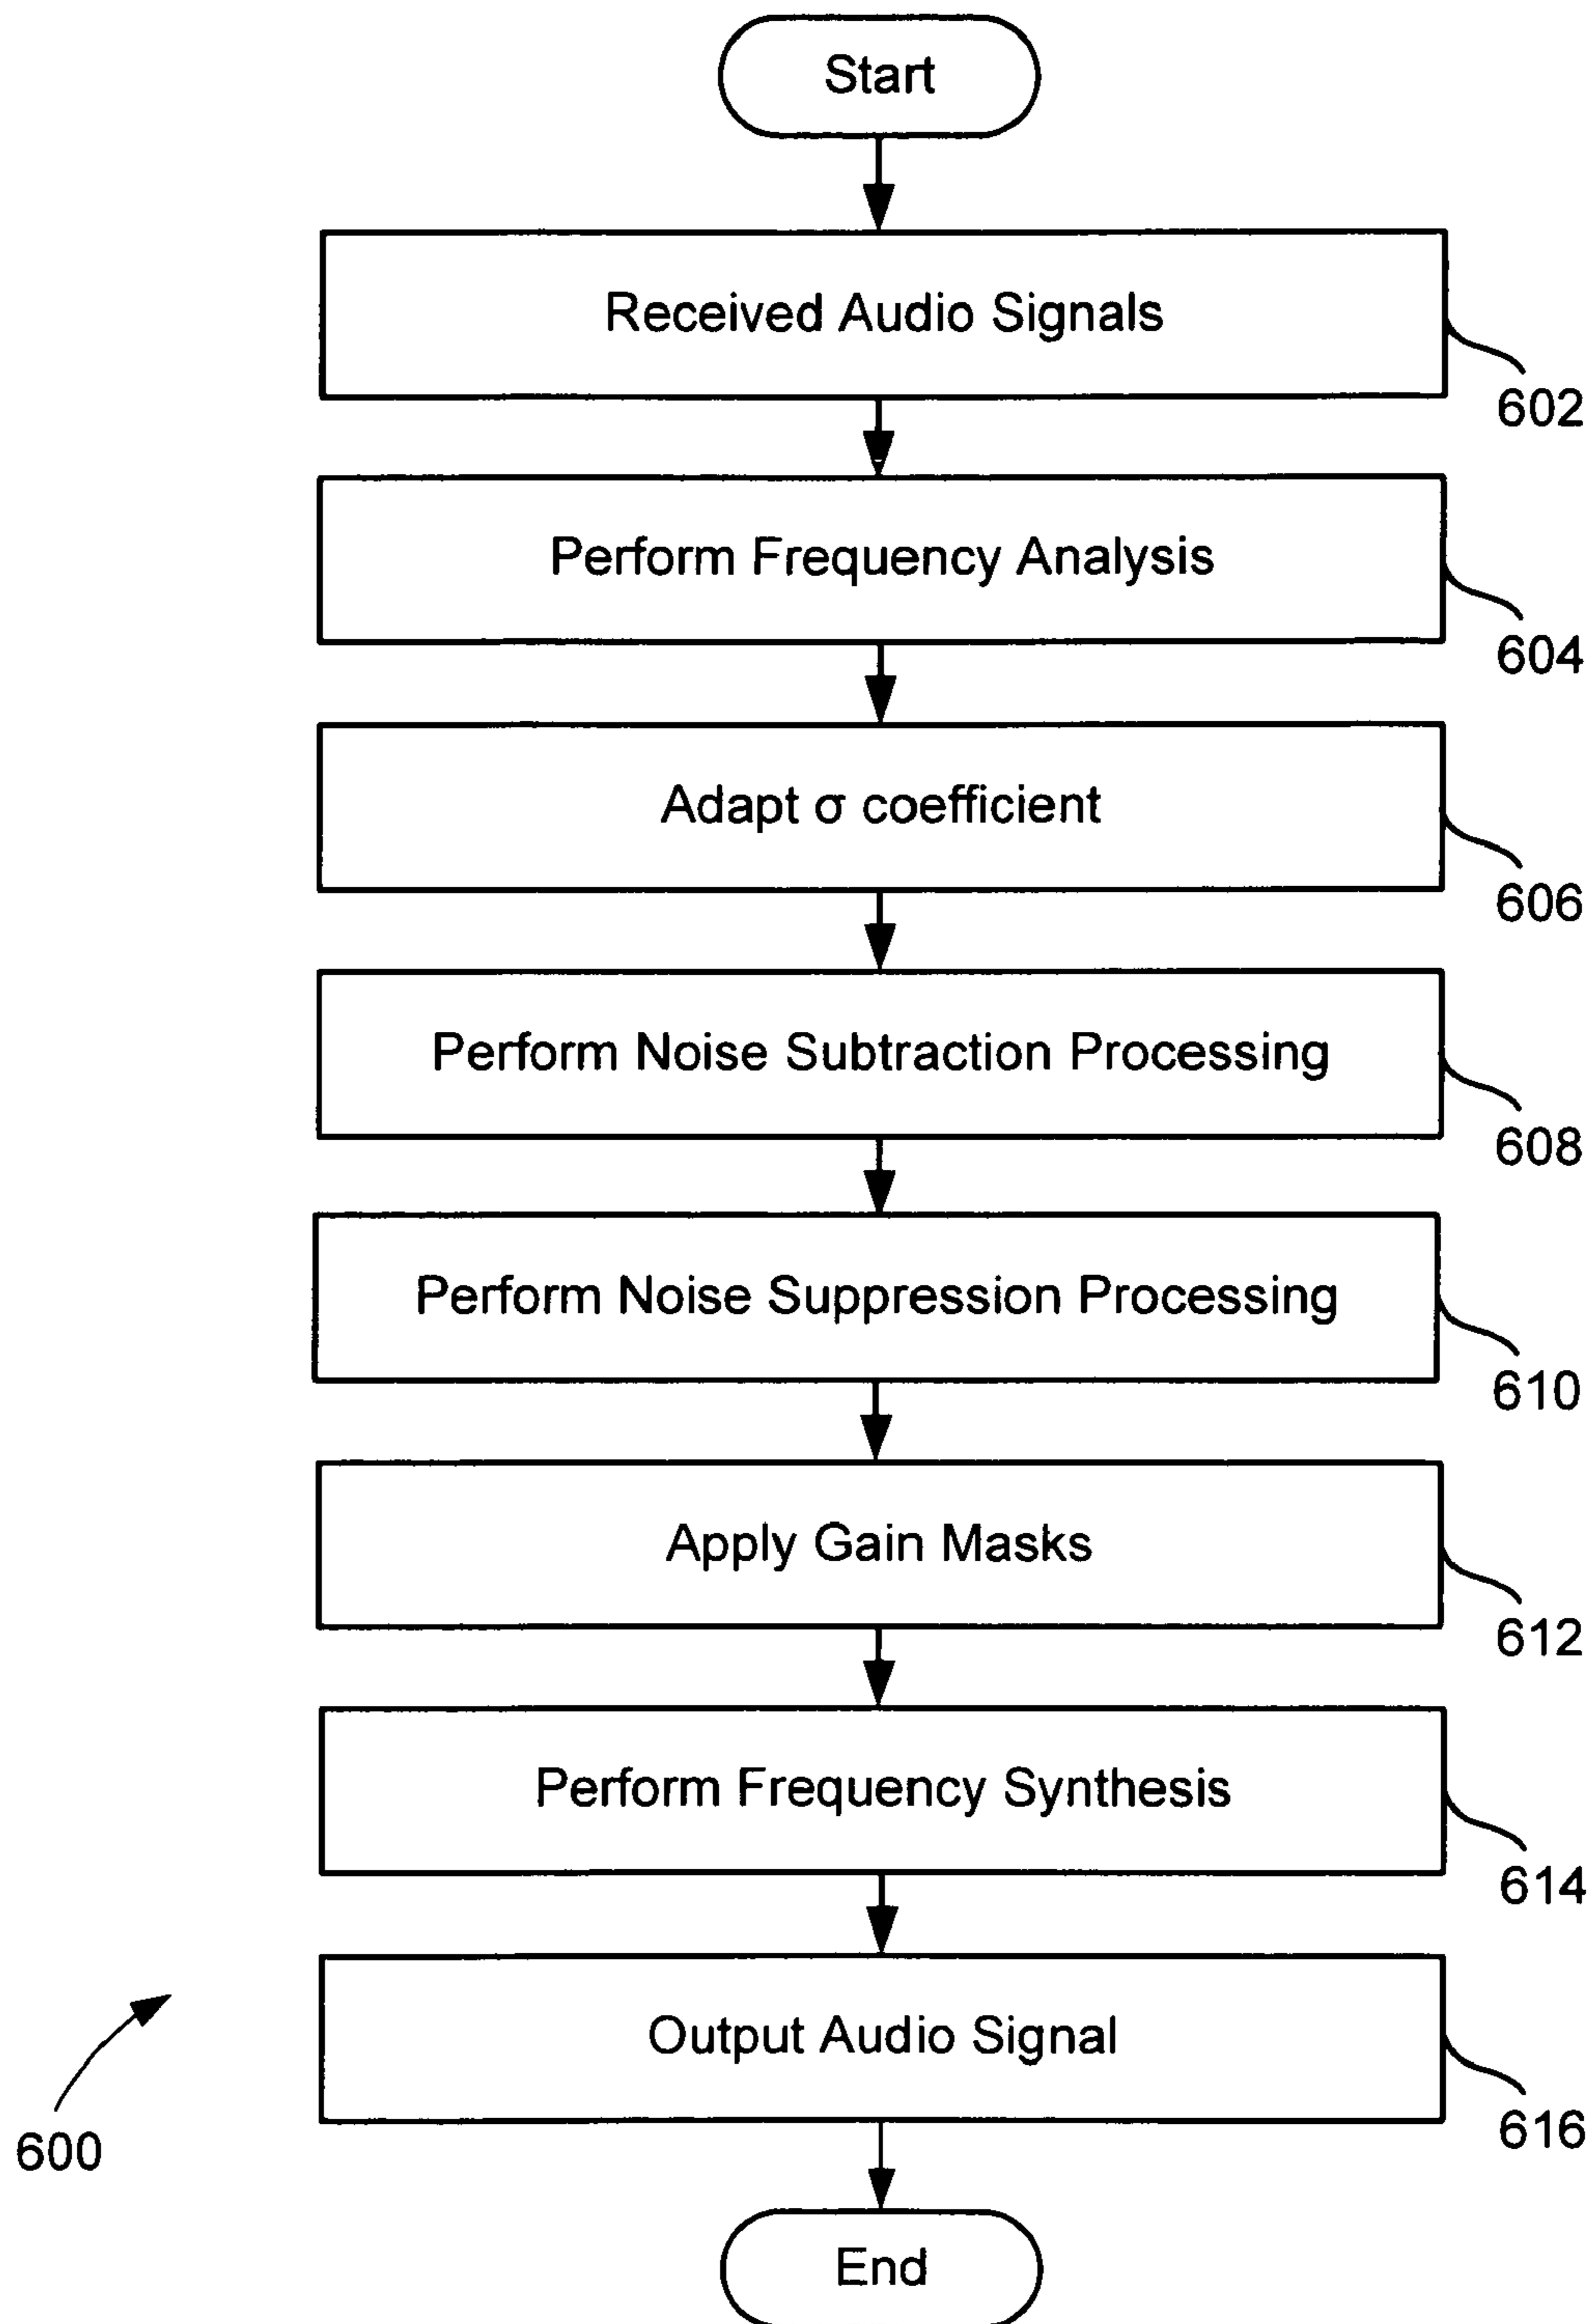 Start
Received Audio Signals
602
Perform Frequency Analysis
604
Adapt σ coefficient
606
Perform Noise Subtraction Processing
608
Perform Noise Suppression Processing
610
Apply Gain Masks
612
Perform Frequency Synthesis
614
Output Audio Signal
616
600
End